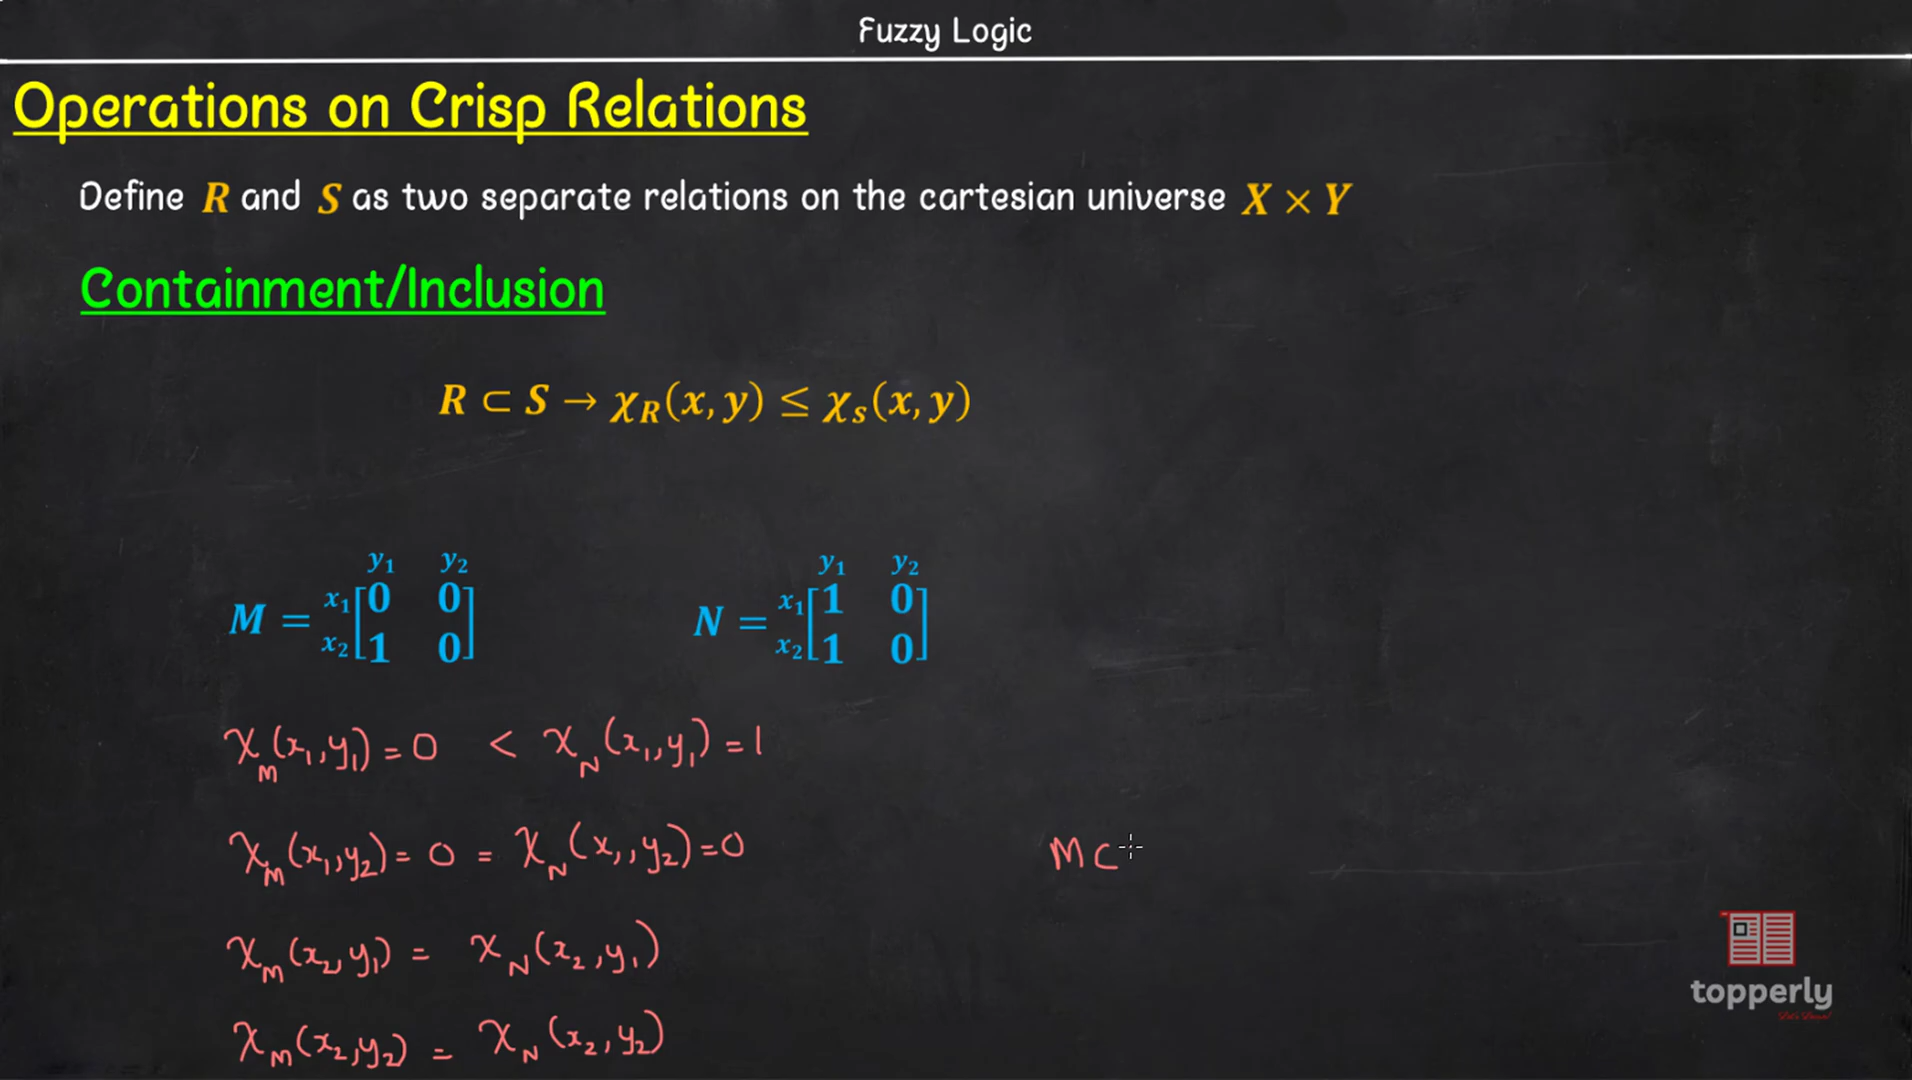 Fuzzy Logic
Operations on Crisp Relations
Define R and S as two separate relations on the cartesian universe X × Y
Containment/Inclusion
R ⊂ S → χR(x, y) ≤ χS(x, y)
y1 y2
M = x1 [0 0]
x2 [1 0]
y1 y2
N = x1 [1 0]
x2 [1 0]
χM(x1, y1) = 0 < χN(x1, y1) = 1
χM(x1, y2) = 0 = χN(x1, y2) = 0
M ⊂
χM(x2, y1) = χN(x2, y1)
χM(x2, y2) = χN(x2, y2)
topperly